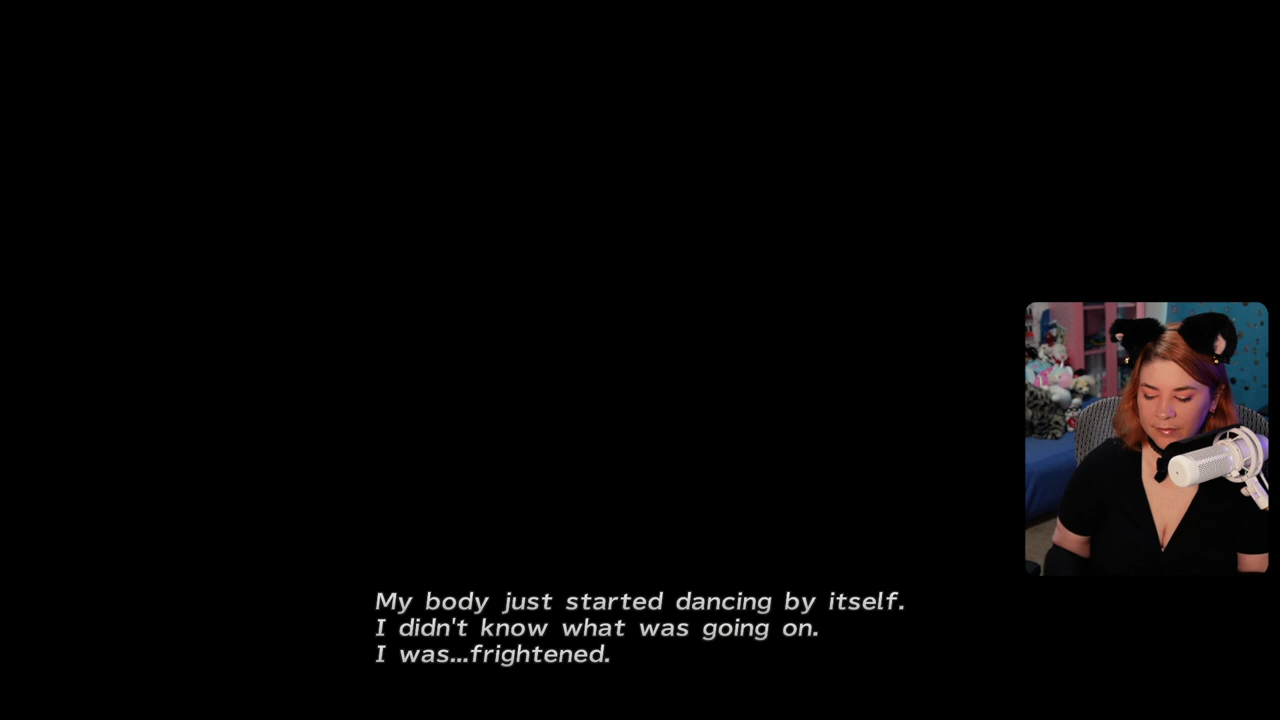 My body just started dancing by itself.
I didn't know what was going on.
I was...frightened.